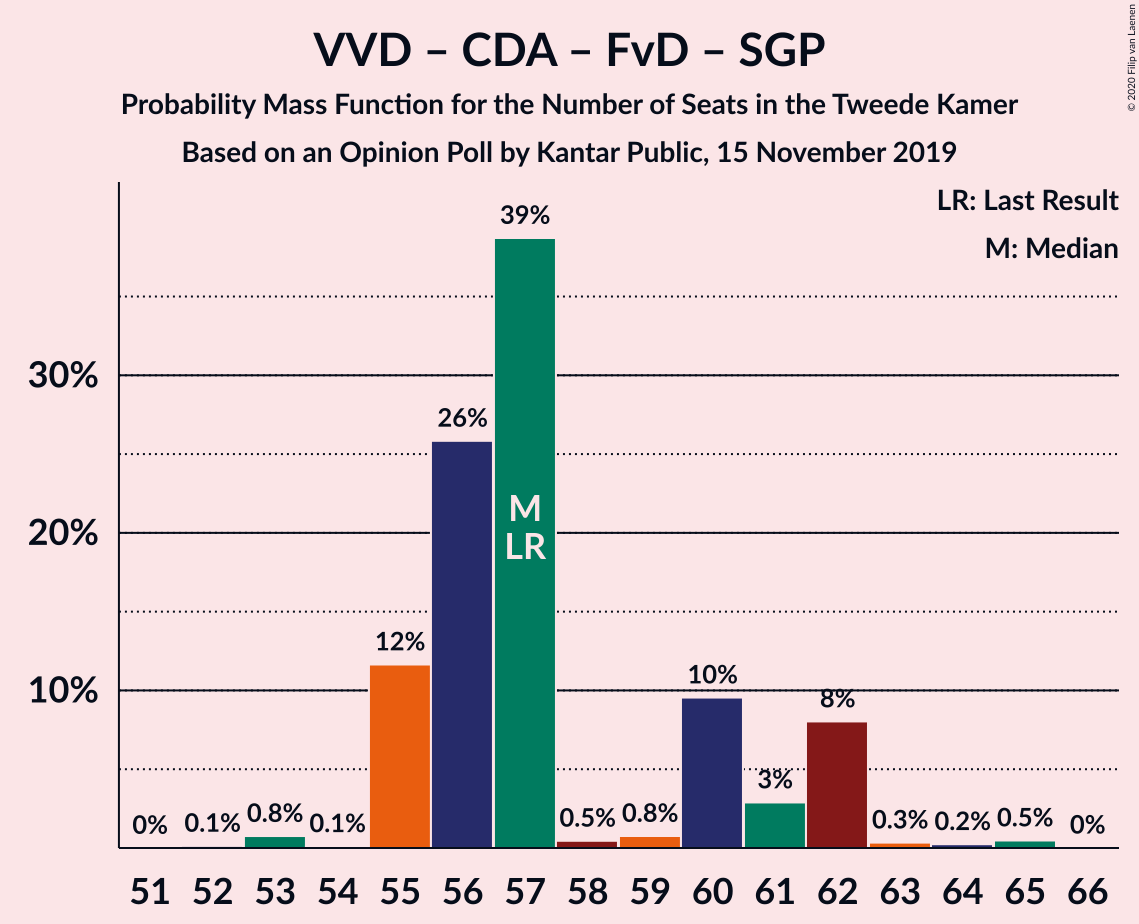 VVD – CDA – FvD – SGP
Probability Mass Function for the Number of Seats in the Tweede Kamer
Based on an Opinion Poll by Kantar Public, 15 November 2019
© 2020 Filip van Laenen
LR: Last Result
M: Median
39%
30%
26%
M
20%
LR
12%
10%
10%
8%
3%
0%
0.1%
0.8%
0.1%
0.5%
0.8%
0.3%
0.2%
0.5%
0%
51 52 53 54 55 56 57 58 59 60 61 62 63 64 65 66